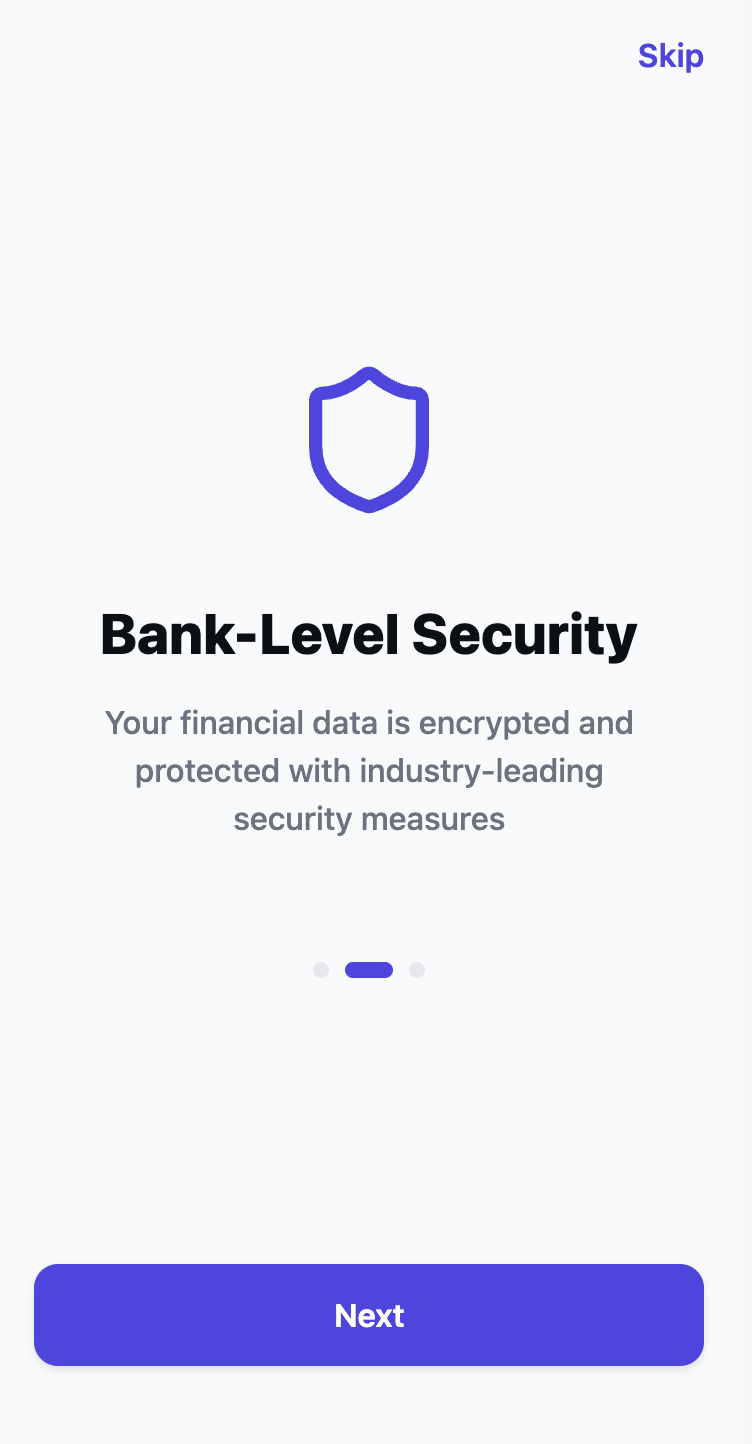 Skip
Bank-Level Security
Your financial data is encrypted and
protected with industry-leading
security measures
Next